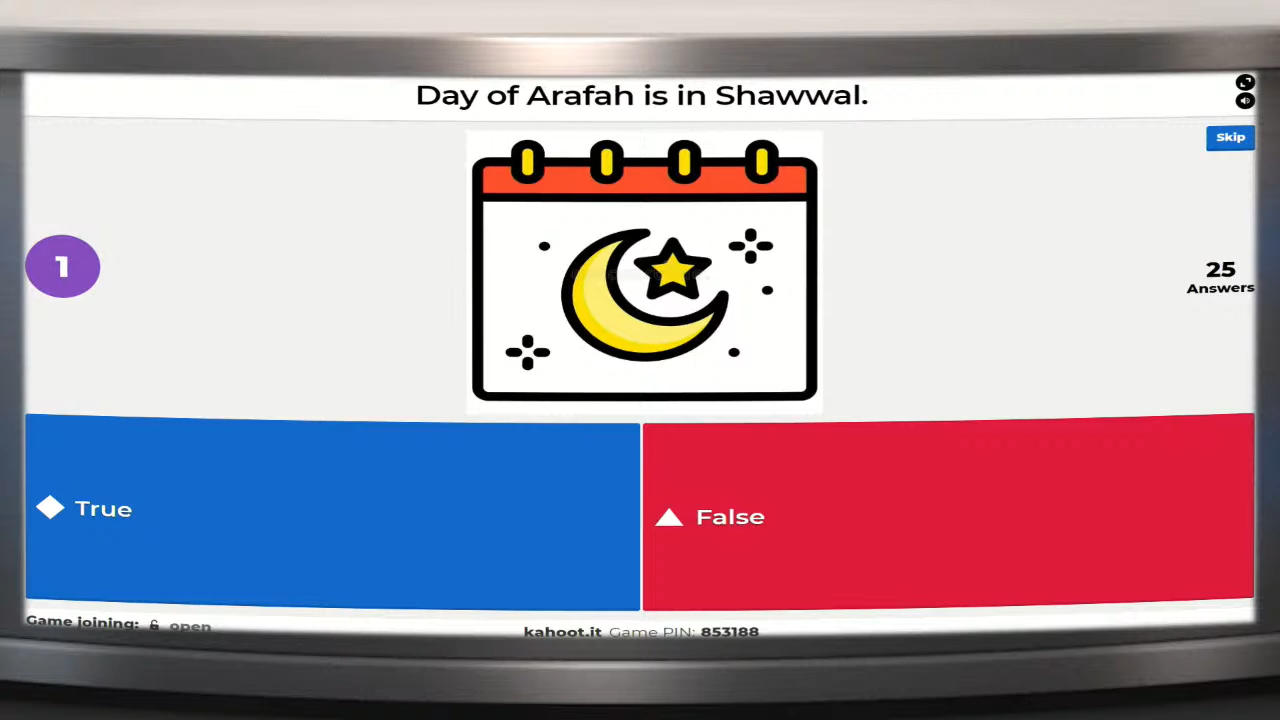 Day of Arafah is in Shawwal.
Skip
1
25
Answers
True
False
Game joining: open
kahoot.it Game PIN: 853188